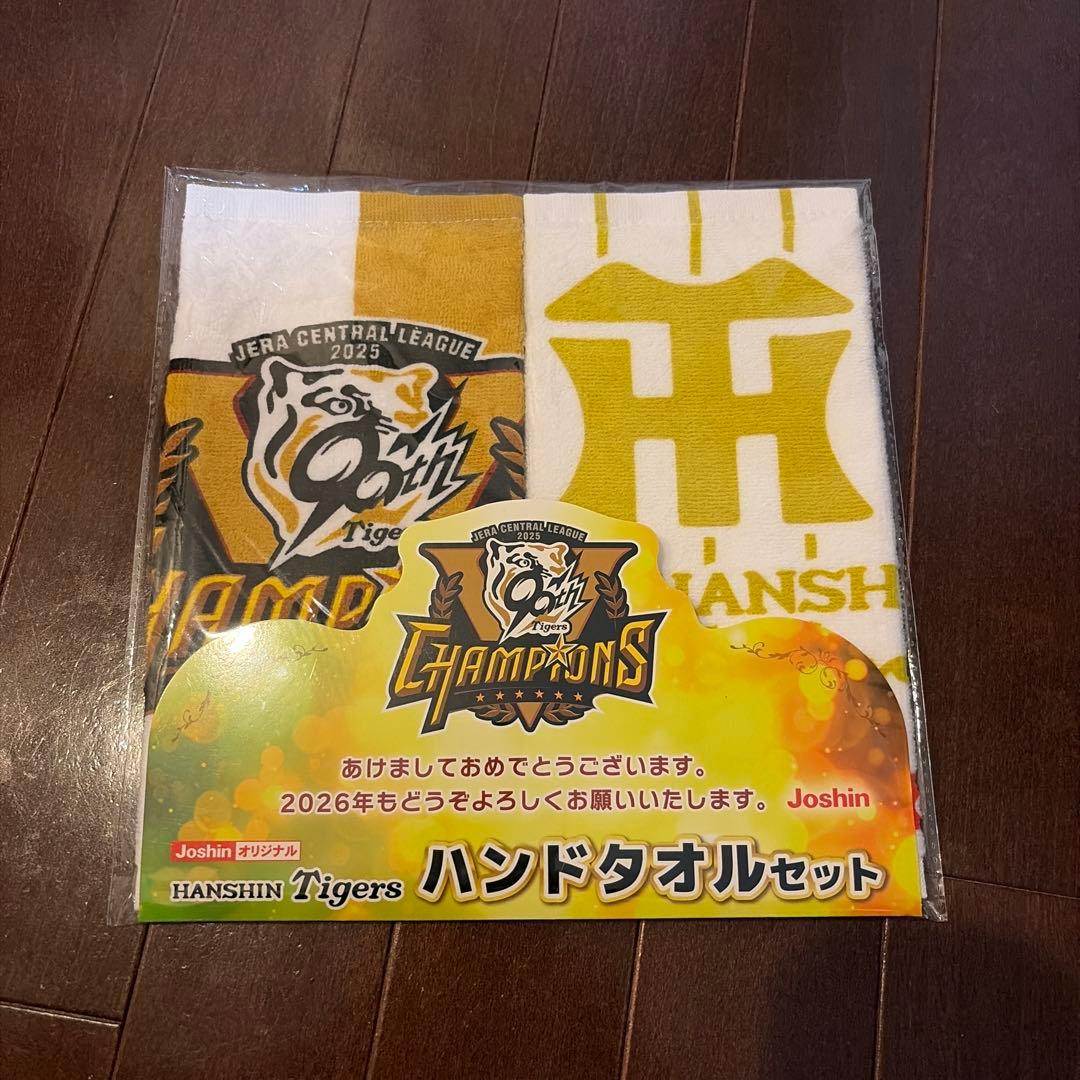 JERA CENTRAL LEAGUE
2025
90th
Tigers
HANSH
JERA CENTRAL LEAGUE
2025
90th
Tigers
CHAMPIONS
あけましておめでとうございます。
2026年もどうぞよろしくお願いいたします。 Joshin
Joshin オリジナル
HANSHIN Tigers ハンドタオルセット